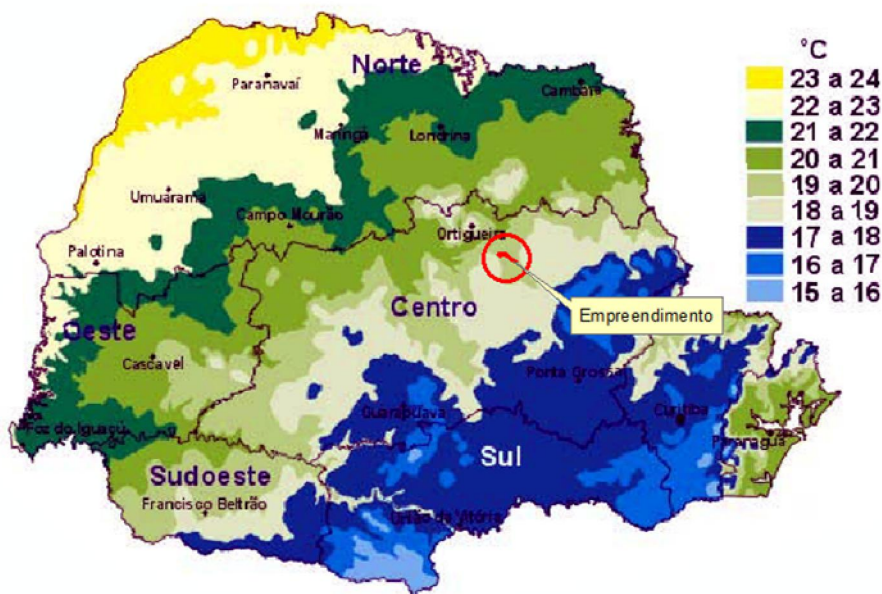 °C
23 a 24
22 a 23
21 a 22
20 a 21
19 a 20
18 a 19
17 a 18
16 a 17
15 a 16
Norte
Paranavaí
Cambará
Maringá
Londrina
Umuarama
Campo Mourão
Ortigueira
Palotina
Centro
Empreendimento
Oeste
Cascavel
Ponta Grossa
Guarapuava
Curitiba
Foz do Iguaçú
Paranaguá
Sul
Sudoeste
Francisco Beltrão
União da Vitória